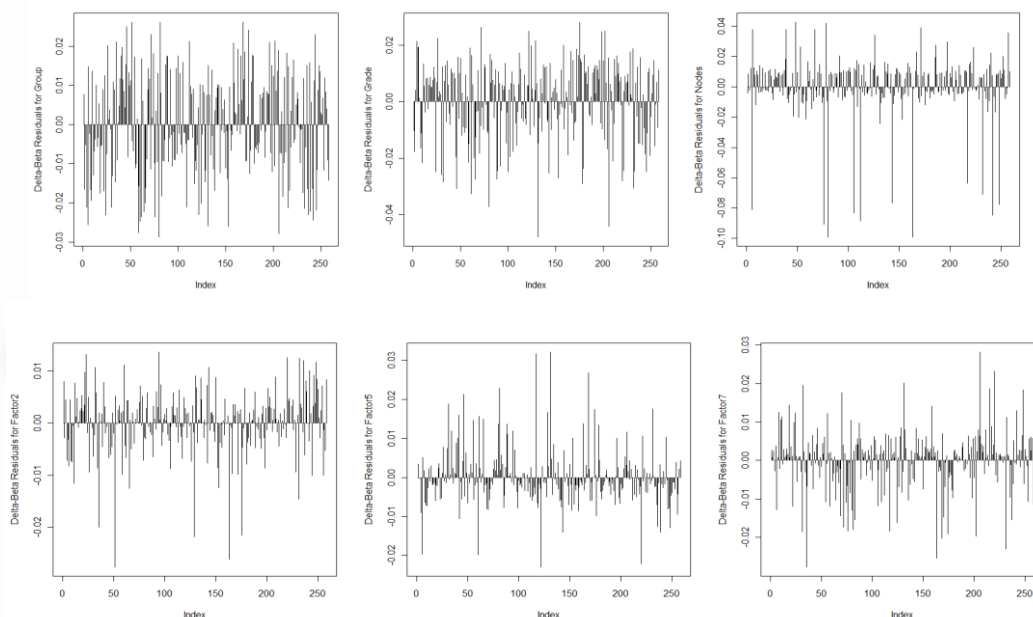 Delta-Beta Residuals for Group
0.02
0.01
0.00
-0.01
-0.02
-0.03
0 50 100 150 200 250
Index
Delta-Beta Residuals for Grade
0.02
0.00
-0.02
-0.04
0 50 100 150 200 250
Index
Delta-Beta Residuals for Nodes
0.04
0.02
0.00
-0.02
-0.04
-0.06
-0.08
-0.10
0 50 100 150 200 250
Index
Delta-Beta Residuals for Factor2
0.01
0.00
-0.01
-0.02
0 50 100 150 200 250
Index
Delta-Beta Residuals for Factor5
0.03
0.02
0.01
0.00
-0.01
-0.02
0 50 100 150 200 250
Index
Delta-Beta Residuals for Factor7
0.03
0.02
0.01
0.00
-0.01
-0.02
0 50 100 150 200 250
Index